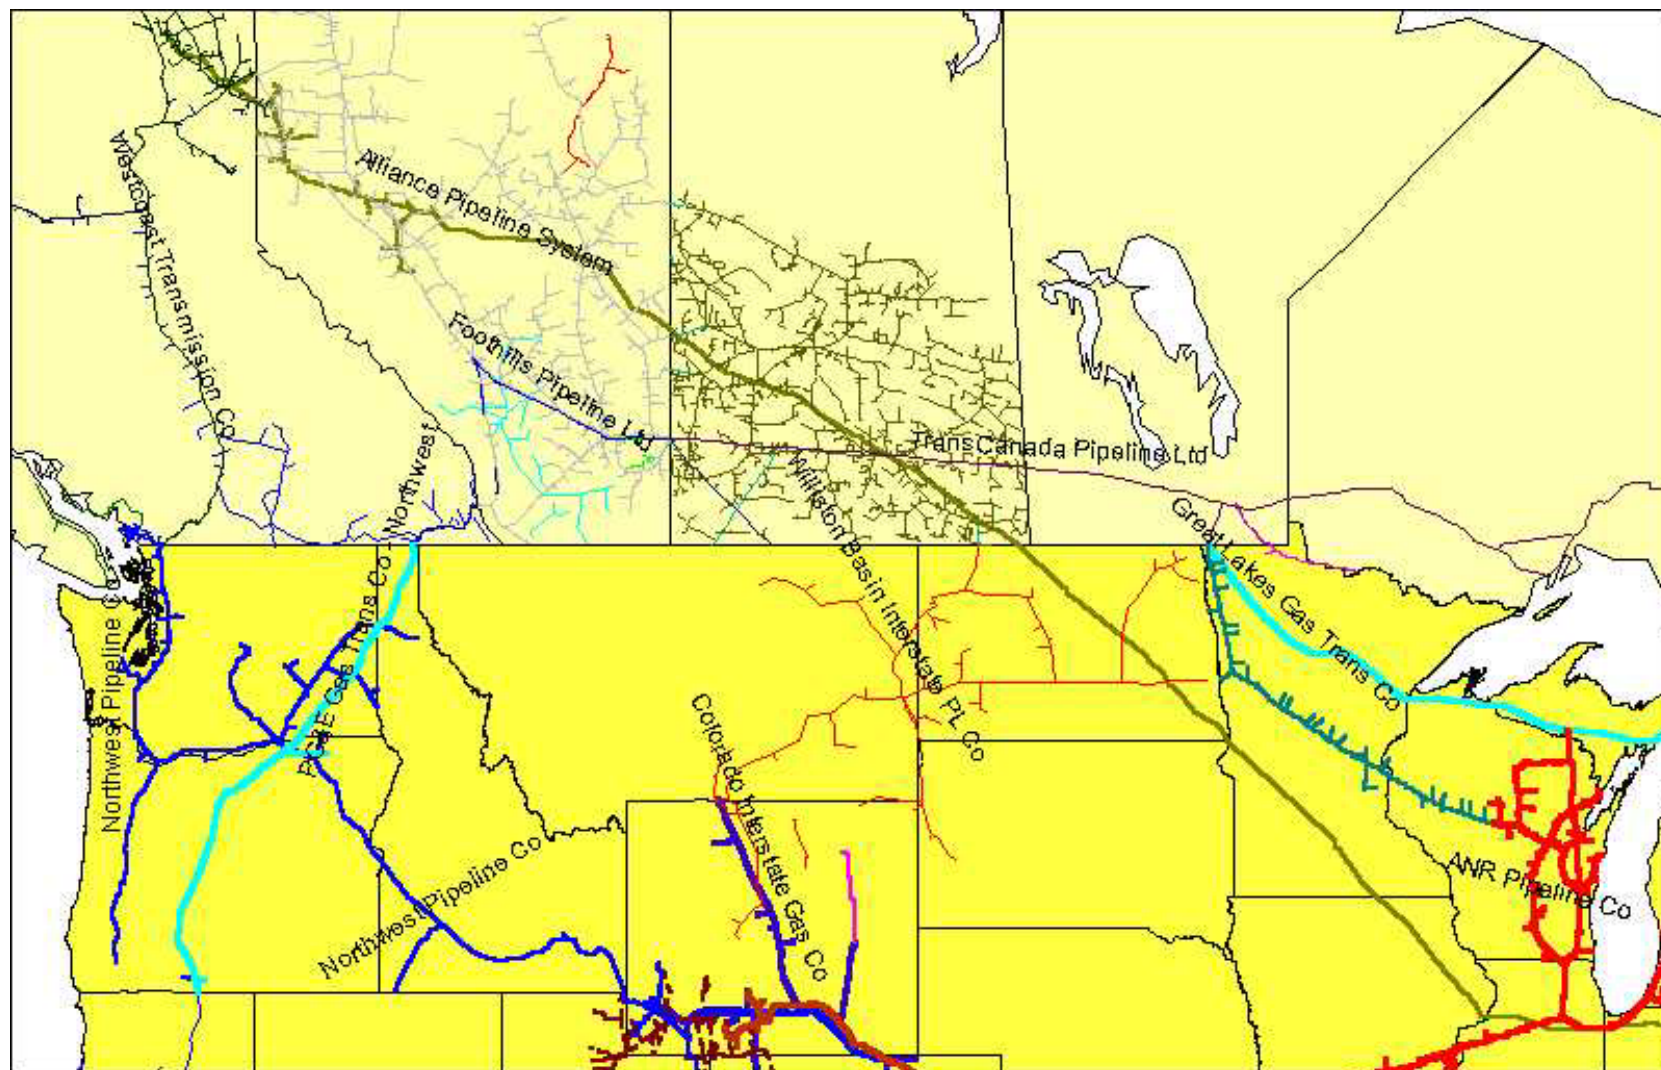 Westcoast Transmission Co
Alliance Pipeline System
Foothills Pipeline Ltd
TransCanada Pipeline Ltd
Williston Basin Interstate PL Co
Great Lakes Gas Trans Co
PG&E Gas Trans Co - Northwest
Northwest Pipeline Co
Colorado Interstate Gas Co
Northwest Pipeline Co
ANR Pipeline Co